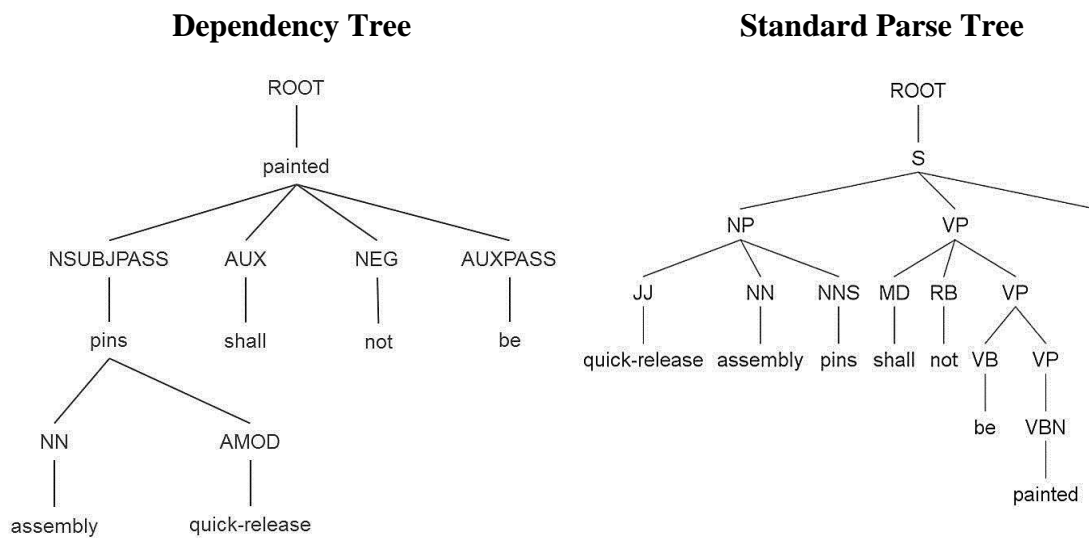 Dependency Tree
Standard Parse Tree
ROOT
painted
NSUBJPASS AUX NEG AUXPASS
pins shall not be
NN AMOD
assembly quick-release
ROOT
S
NP VP
JJ NN NNS MD RB VP
quick-release assembly pins shall not VB VP
be VBN
painted